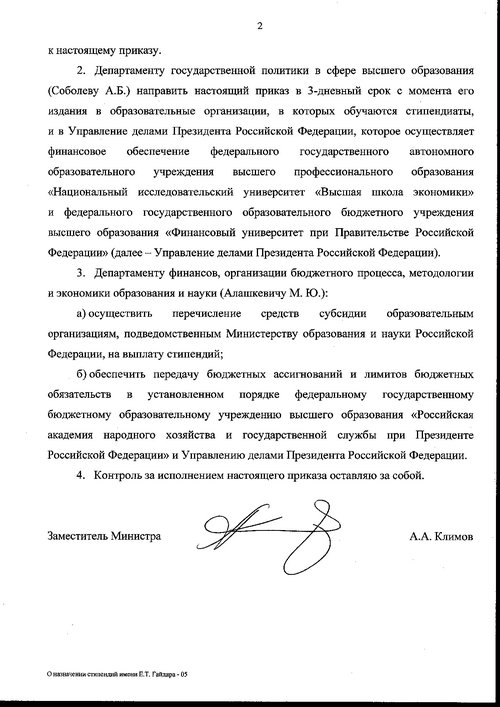 2
к настоящему приказу.
2. Департаменту государственной политики в сфере высшего образования
(Соболеву А.Б.) направить настоящий приказ в 3-дневный срок с момента его
издания в образовательные организации, в которых обучаются стипендиаты,
и в Управление делами Президента Российской Федерации, которое осуществляет
финансовое обеспечение федерального государственного автономного
образовательного учреждения высшего профессионального образования
«Национальный исследовательский университет «Высшая школа экономики»
и федерального государственного образовательного бюджетного учреждения
высшего образования «Финансовый университет при Правительстве Российской
Федерации» (далее – Управление делами Президента Российской Федерации).
3. Департаменту финансов, организации бюджетного процесса, методологии
и экономики образования и науки (Алашкевичу М. Ю.):
а) осуществить перечисление средств субсидии образовательным
организациям, подведомственным Министерству образования и науки Российской
Федерации, на выплату стипендий;
б) обеспечить передачу бюджетных ассигнований и лимитов бюджетных
обязательств в установленном порядке федеральному государственному
бюджетному образовательному учреждению высшего образования «Российская
академия народного хозяйства и государственной службы при Президенте
Российской Федерации» и Управлению делами Президента Российской Федерации.
4. Контроль за исполнением настоящего приказа оставляю за собой.
Заместитель Министра А.А. Климов
О назначении стипендий имени Е.Т. Гайдара - 05